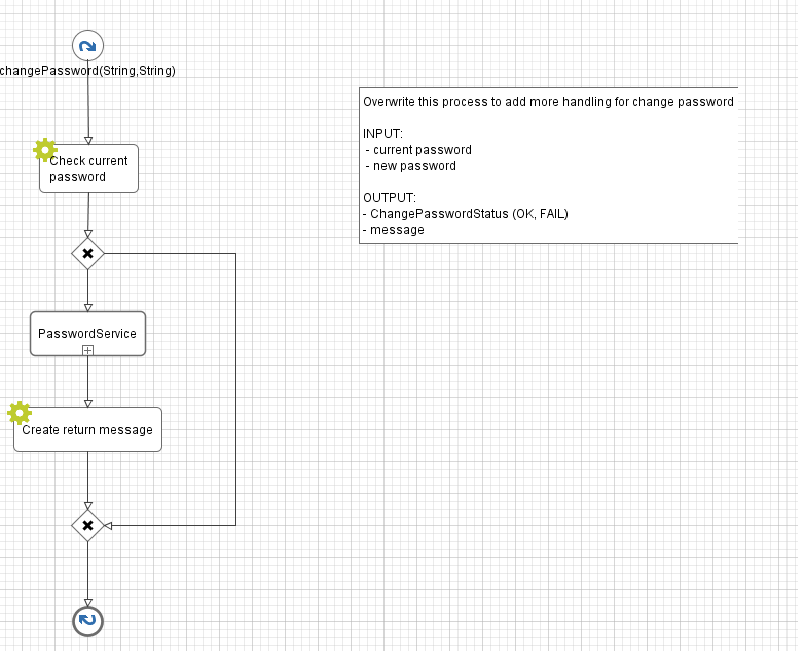 changePassword(String,String)
Check current
password
PasswordService
Create return message
Overwrite this process to add more handling for change password
INPUT:
- current password
- new password
OUTPUT:
- ChangePasswordStatus (OK, FAIL)
- message